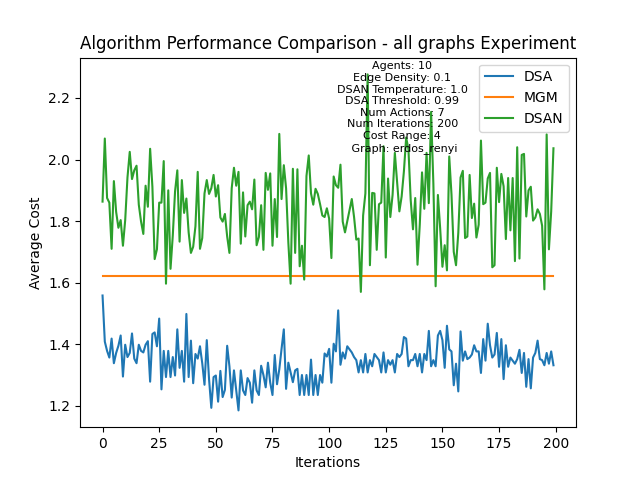 Algorithm Performance Comparison - all graphs Experiment
Agents: 10
Edge Density: 0.1
DSAN Temperature: 1.0
DSA Threshold: 0.99
Num Actions: 7
Num Iterations: 200
Cost Range: 4
Graph: erdos_renyi
DSA
MGM
DSAN
Average Cost
2.2
2.0
1.8
1.6
1.4
1.2
0
25
50
75
100
125
150
175
200
Iterations